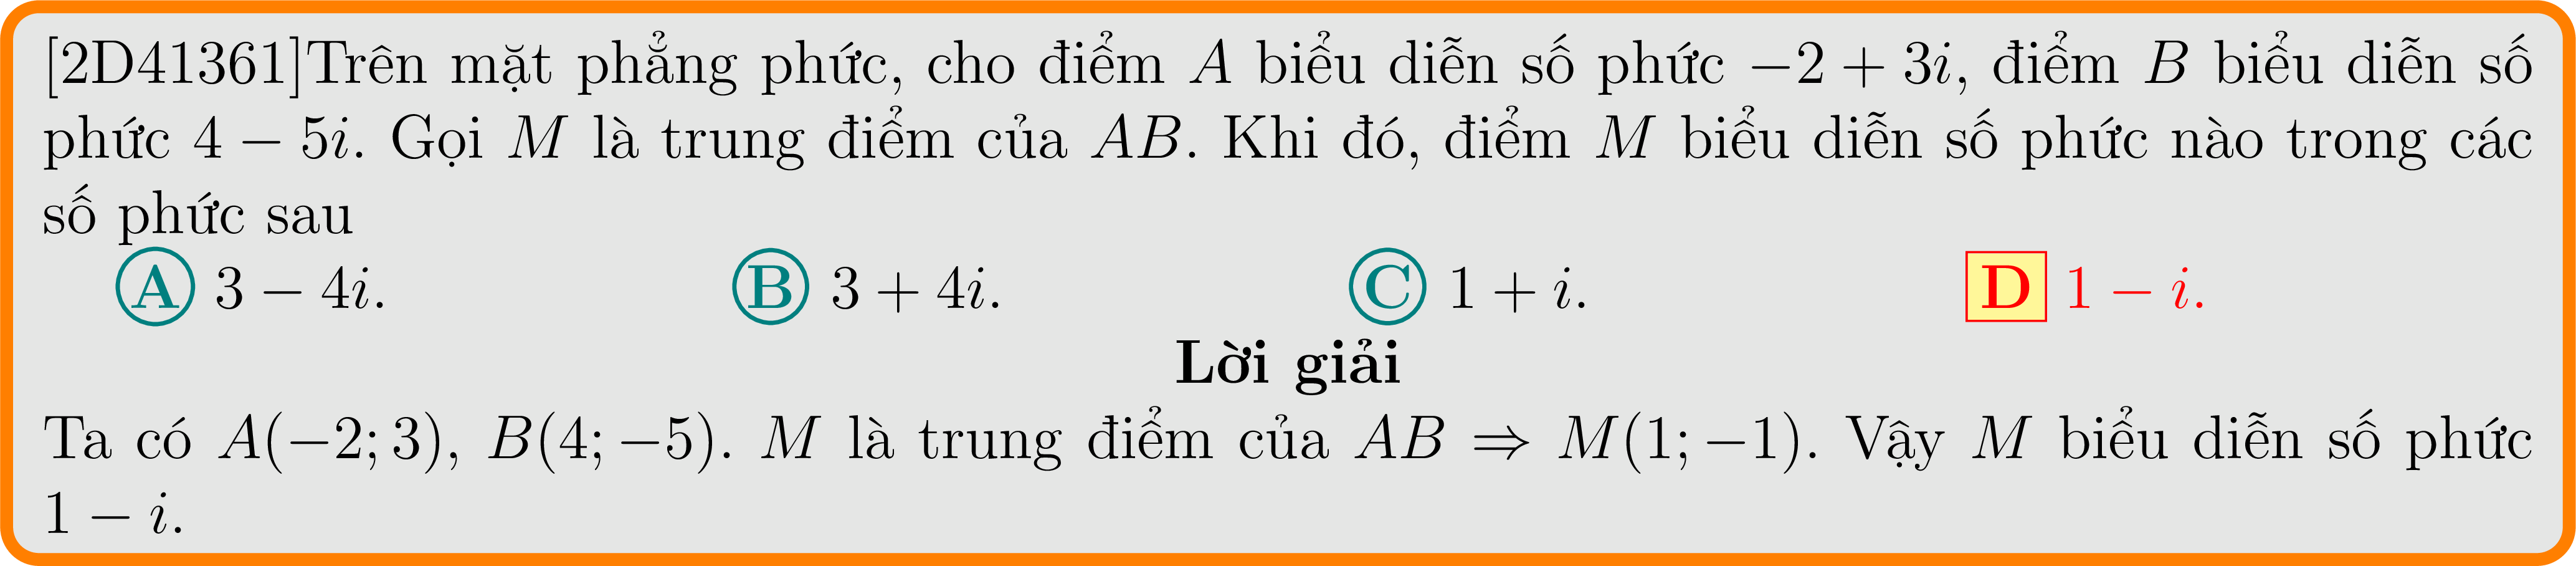 [2D41361]Trên mặt phẳng phức, cho điểm A biểu diễn số phức −2 + 3i, điểm B biểu diễn số
phức 4 − 5i. Gọi M là trung điểm của AB. Khi đó, điểm M biểu diễn số phức nào trong các
số phức sau
A 3 − 4i. B 3 + 4i. C 1 + i. D 1 − i.
Lời giải
Ta có A(−2; 3), B(4; −5). M là trung điểm của AB ⇒ M(1; −1). Vậy M biểu diễn số phức
1 − i.